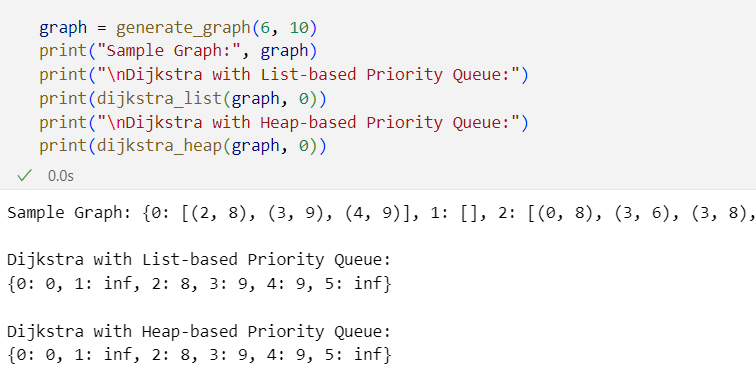 graph = generate_graph(6, 10)
print("Sample Graph:", graph)
print("\nDijkstra with List-based Priority Queue:")
print(dijkstra_list(graph, 0))
print("\nDijkstra with Heap-based Priority Queue:")
print(dijkstra_heap(graph, 0))
0.0s
Sample Graph: {0: [(2, 8), (3, 9), (4, 9)], 1: [], 2: [(0, 8), (3, 6), (3, 8),
Dijkstra with List-based Priority Queue:
{0: 0, 1: inf, 2: 8, 3: 9, 4: 9, 5: inf}
Dijkstra with Heap-based Priority Queue:
{0: 0, 1: inf, 2: 8, 3: 9, 4: 9, 5: inf}